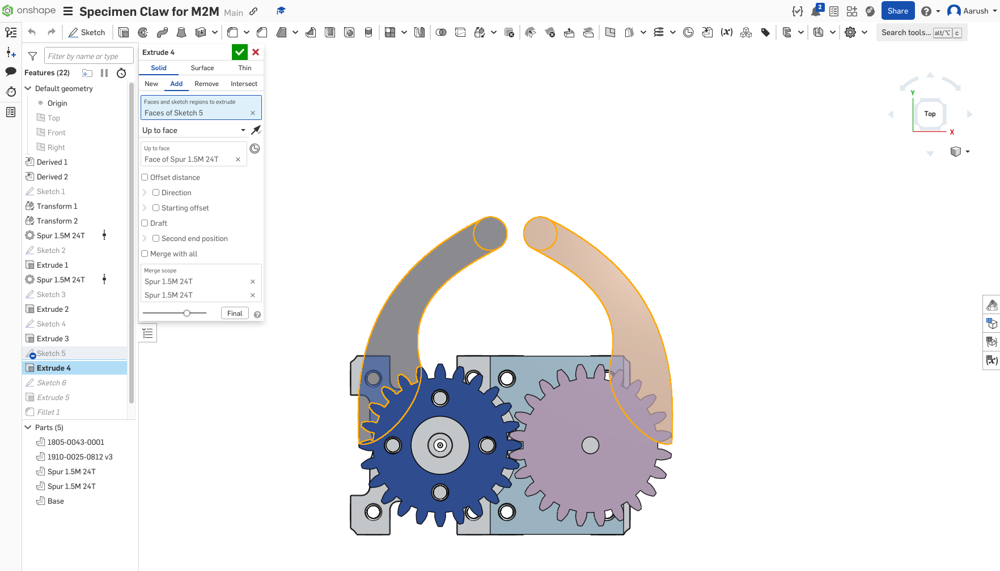 onshape Specimen Claw for M2M Main 2 Share Aarush
Sketch Search tools... alt/⌥ c
Filter by name or type
Features (22)
Default geometry
Origin
Top
Front
Right
Derived 1
Derived 2
Sketch 1
Transform 1
Transform 2
Spur 1.5M 24T
Sketch 2
Extrude 1
Spur 1.5M 24T
Sketch 3
Extrude 2
Sketch 4
Extrude 3
Sketch 5
Extrude 4
Sketch 6
Extrude 5
Fillet 1
Parts (5)
1805-0043-0001
1910-0025-0812 v3
Spur 1.5M 24T
Spur 1.5M 24T
Base
Extrude 4
Solid Surface Thin
New Add Remove Intersect
Faces and sketch regions to extrude
Faces of Sketch 5
Up to face
Up to face
Face of Spur 1.5M 24T
Offset distance
Direction
Starting offset
Draft
Second end position
Merge with all
Merge scope
Spur 1.5M 24T
Spur 1.5M 24T
Final
Y
Top
X